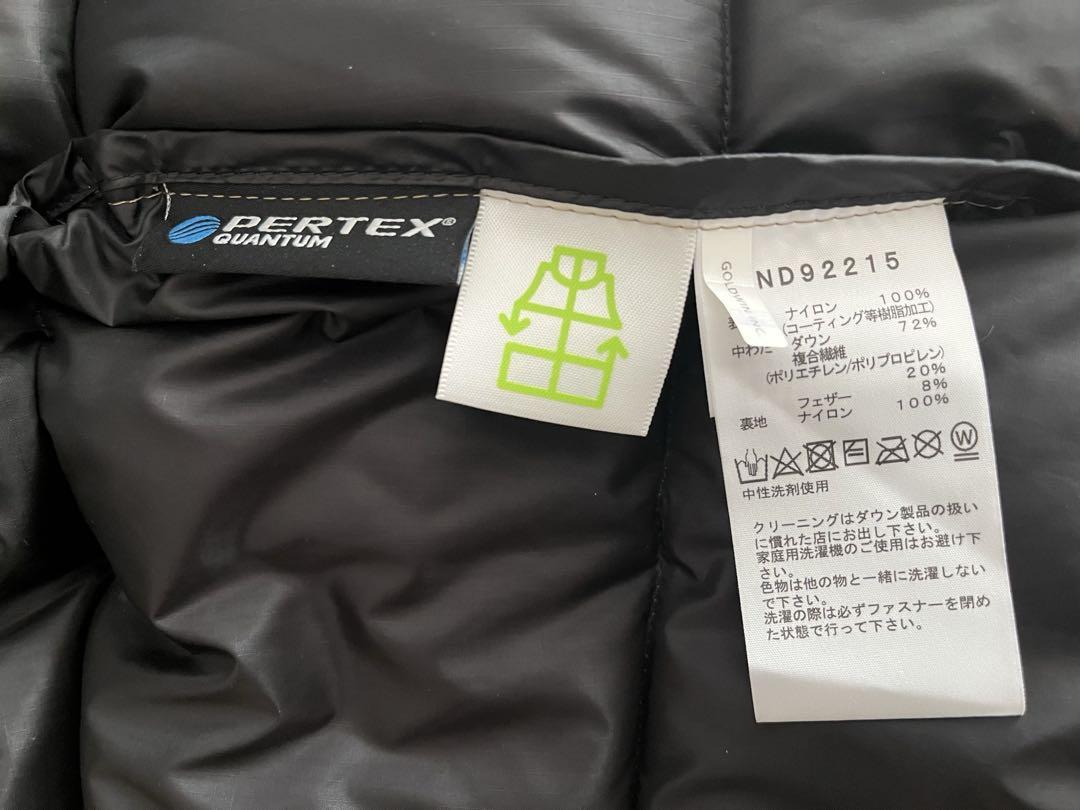 PERTEX®
QUANTUM
GOLDWIN INC.
ND92215
ナイロン 100%
(コーティング等樹脂加工)
中わた ダウン 72%
複合繊維
(ポリエチレン/ポリプロピレン)
20%
フェザー 8%
裏地 ナイロン 100%
W
中性洗剤使用
クリーニングはダウン製品の扱い
に慣れた店にお出し下さい。
家庭用洗濯機のご使用はお避け下
さい。
色物は他の物と一緒に洗濯しない
で下さい。
洗濯の際は必ずファスナーを閉め
た状態で行って下さい。